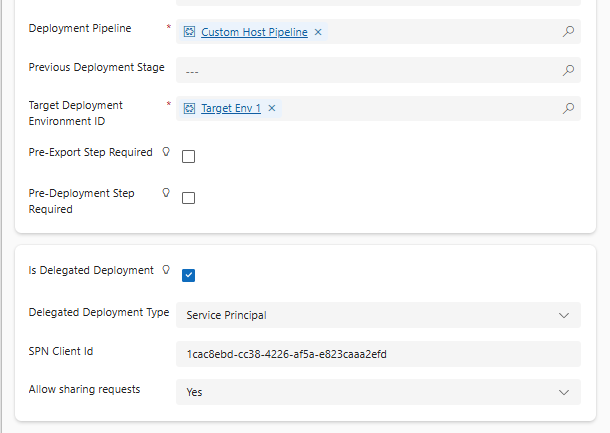 Deployment Pipeline * Custom Host Pipeline ×
Previous Deployment Stage ---
Target Deployment * Target Env 1 ×
Environment ID
Pre-Export Step Required
Pre-Deployment Step
Required
Is Delegated Deployment
Delegated Deployment Type Service Principal
SPN Client Id 1cac8ebd-cc38-4226-af5a-e823caaa2efd
Allow sharing requests Yes